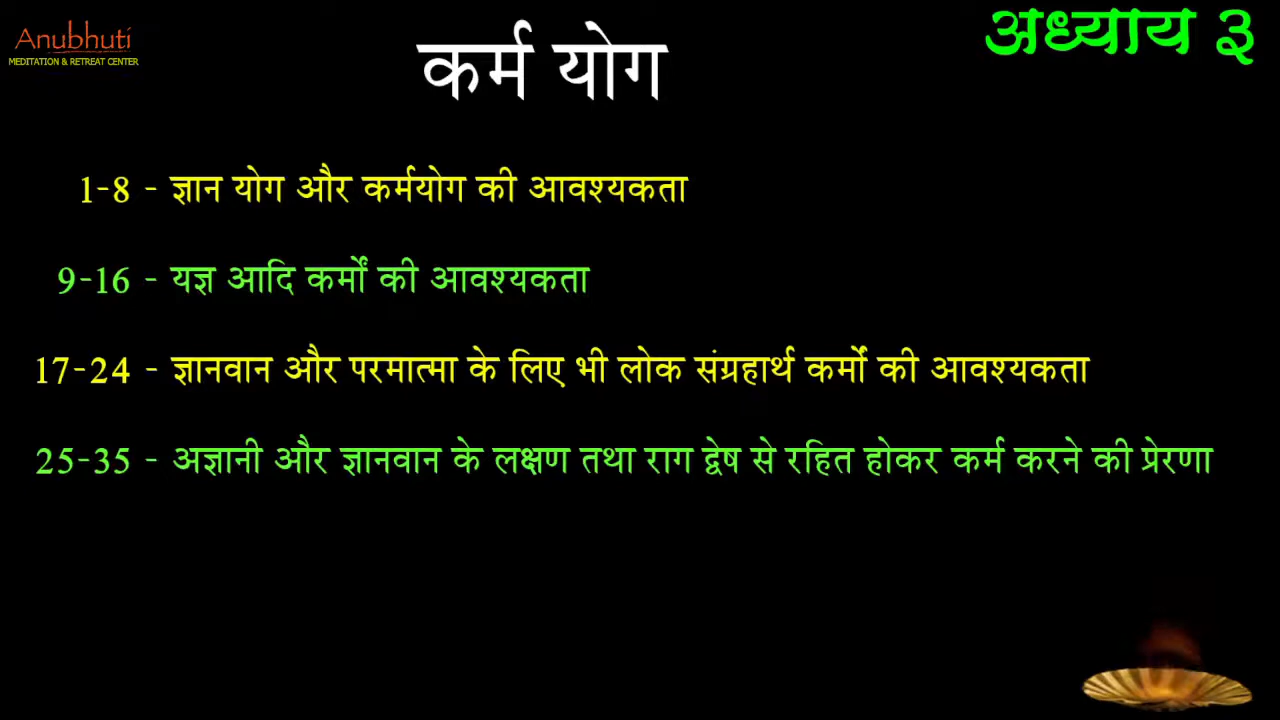 Anubhuti
MEDITATION & RETREAT CENTER
अध्याय ३
कर्म योग
1-8 - ज्ञान योग और कर्मयोग की आवश्यकता
9-16 - यज्ञ आदि कर्मों की आवश्यकता
17-24 - ज्ञानवान और परमात्मा के लिए भी लोक संग्रहार्थ कर्मों की आवश्यकता
25-35 - अज्ञानी और ज्ञानवान के लक्षण तथा राग द्वेष से रहित होकर कर्म करने की प्रेरणा